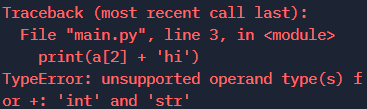 Traceback (most recent call last):
  File "main.py", line 3, in <module>
    print(a[2] + 'hi')
TypeError: unsupported operand type(s) f
or +: 'int' and 'str'